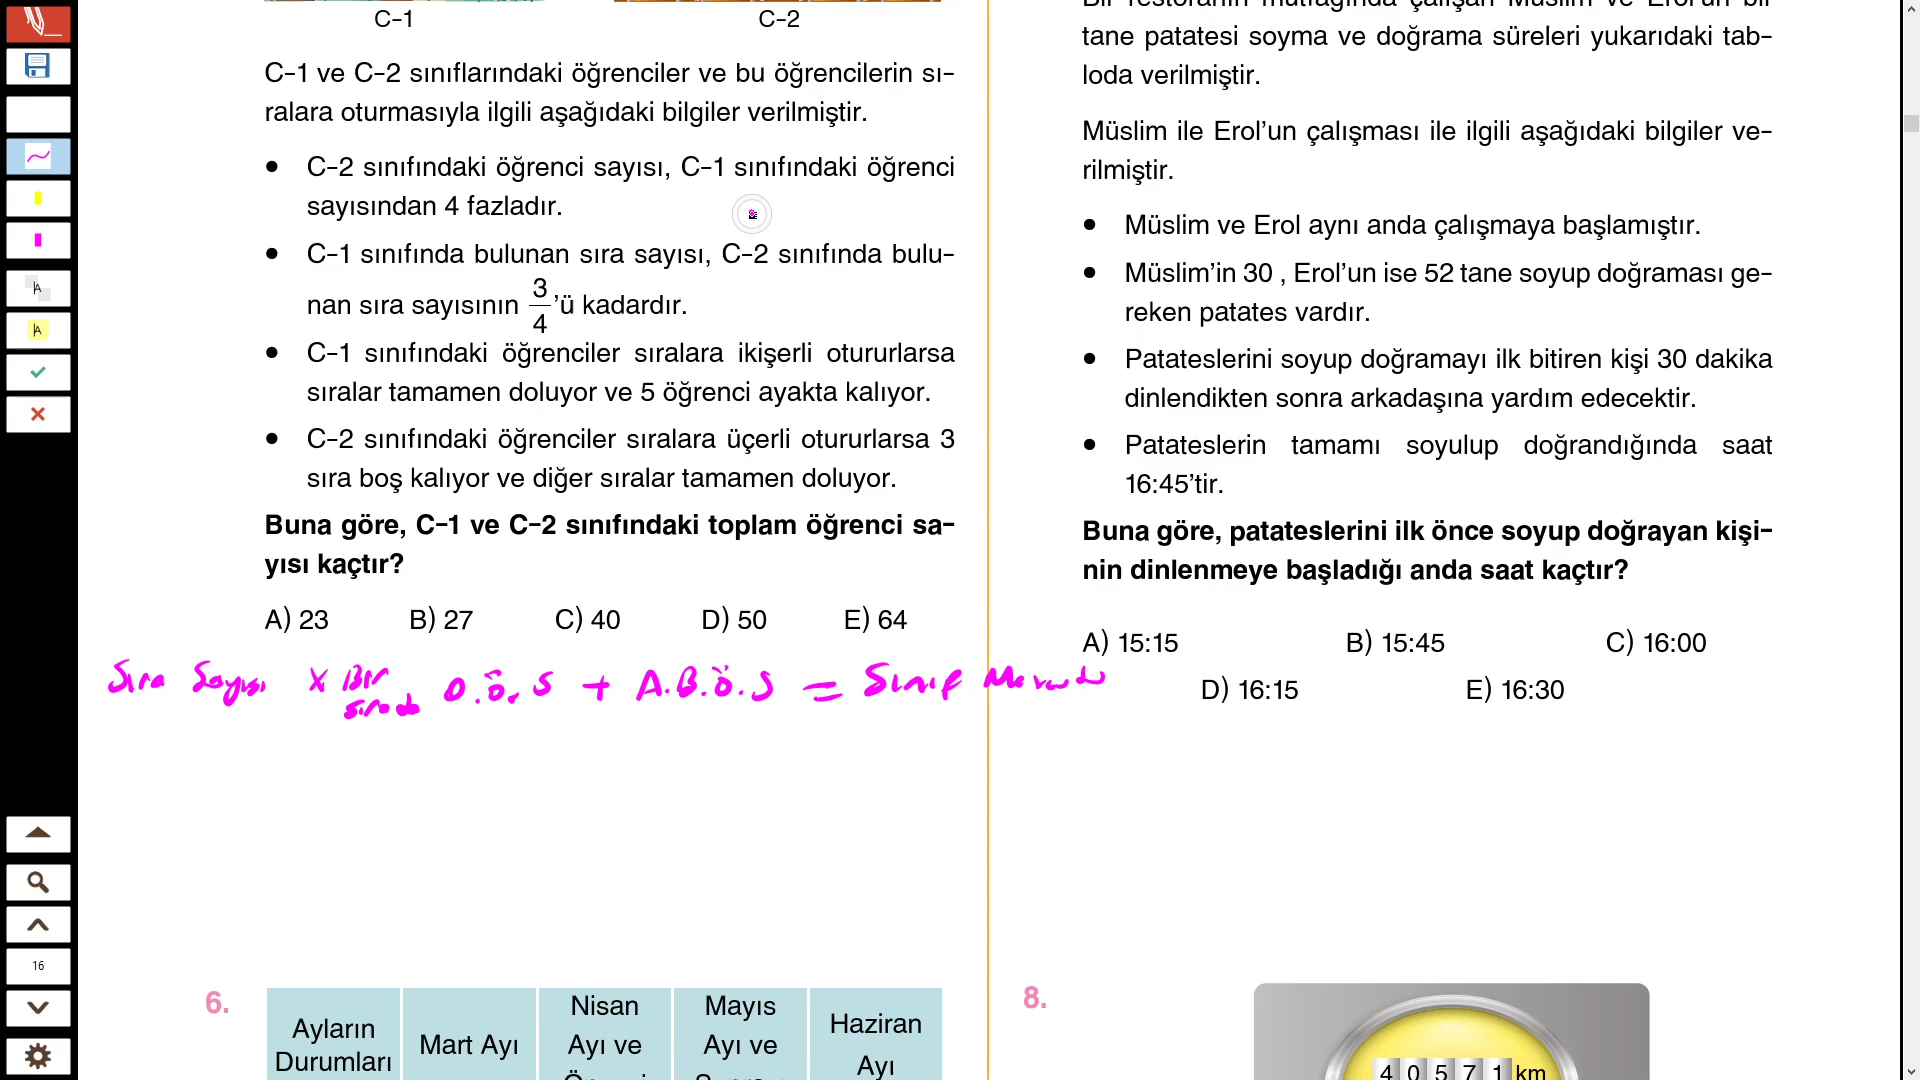 C-1
C-2
C-1 ve C-2 sınıflarındaki öğrenciler ve bu öğrencilerin sı-
ralara oturmasıyla ilgili aşağıdaki bilgiler verilmiştir.
● C-2 sınıfındaki öğrenci sayısı, C-1 sınıfındaki öğrenci
sayısından 4 fazladır.
● C-1 sınıfında bulunan sıra sayısı, C-2 sınıfında bulu-
nan sıra sayısının 3/4'ü kadardır.
● C-1 sınıfındaki öğrenciler sıralara ikişerli otururlarsa
sıralar tamamen doluyor ve 5 öğrenci ayakta kalıyor.
● C-2 sınıfındaki öğrenciler sıralara üçerli otururlarsa 3
sıra boş kalıyor ve diğer sıralar tamamen doluyor.
Buna göre, C-1 ve C-2 sınıfındaki toplam öğrenci sa-
yısı kaçtır?
A) 23 B) 27 C) 40 D) 50 E) 64
Sıra Sayısı x Bir
sırada O.Ö.S + A.B.Ö.S = Sınıf
6.
Ayların
Durumları
Mart Ayı
Nisan
Ayı ve
Mayıs
Ayı ve
Haziran
Ayı
Bir restoranın mutfağında çalışan Müslim ve Erol'un bir
tane patatesi soyma ve doğrama süreleri yukarıdaki tab-
loda verilmiştir.
Müslim ile Erol'un çalışması ile ilgili aşağıdaki bilgiler ve-
rilmiştir.
● Müslim ve Erol aynı anda çalışmaya başlamıştır.
● Müslim'in 30 , Erol'un ise 52 tane soyup doğraması ge-
reken patates vardır.
● Patateslerini soyup doğramayı ilk bitiren kişi 30 dakika
dinlendikten sonra arkadaşına yardım edecektir.
● Patateslerin tamamı soyulup doğrandığında saat
16:45'tir.
Buna göre, patateslerini ilk önce soyup doğrayan kişi-
nin dinlenmeye başladığı anda saat kaçtır?
A) 15:15 B) 15:45 C) 16:00
D) 16:15 E) 16:30
8.
4 0 5 7 1 km
16